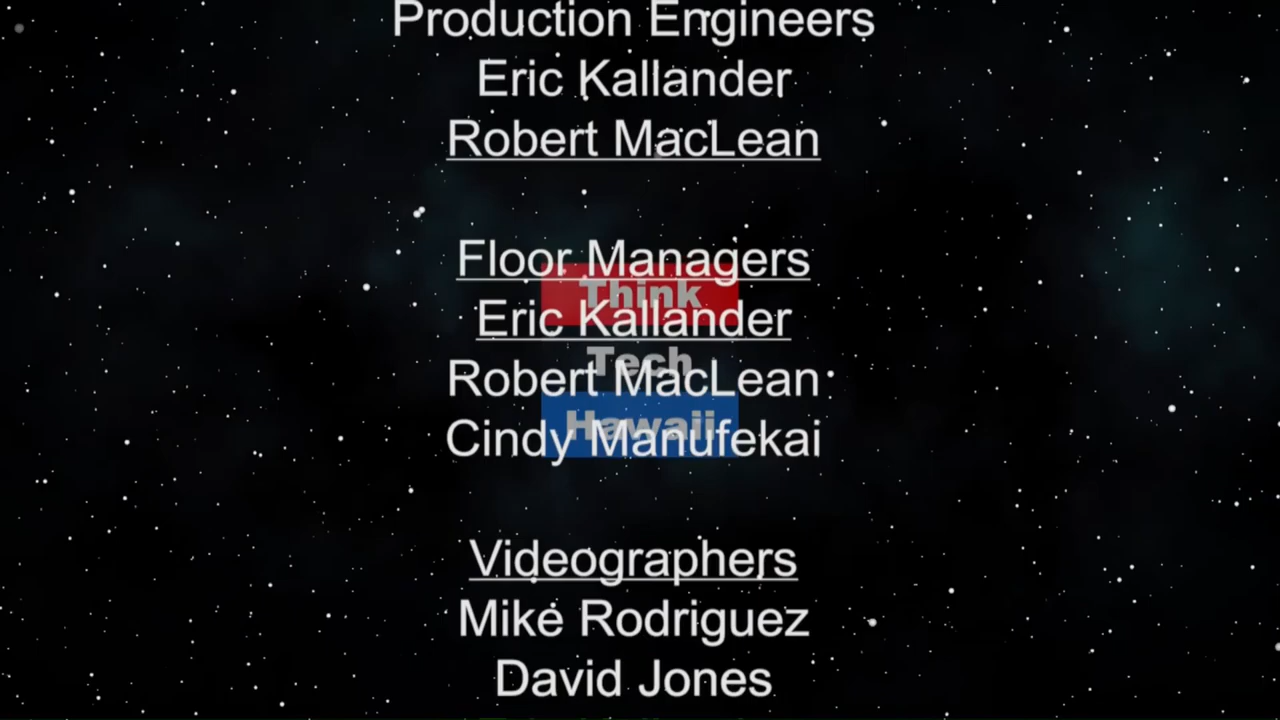 Production Engineers
Eric Kallander
Robert MacLean
Floor Managers
Think
Eric Kallander
Tech
Robert MacLean
Hawaii
Cindy Manufekai
Videographers
Mike Rodriguez
David Jones